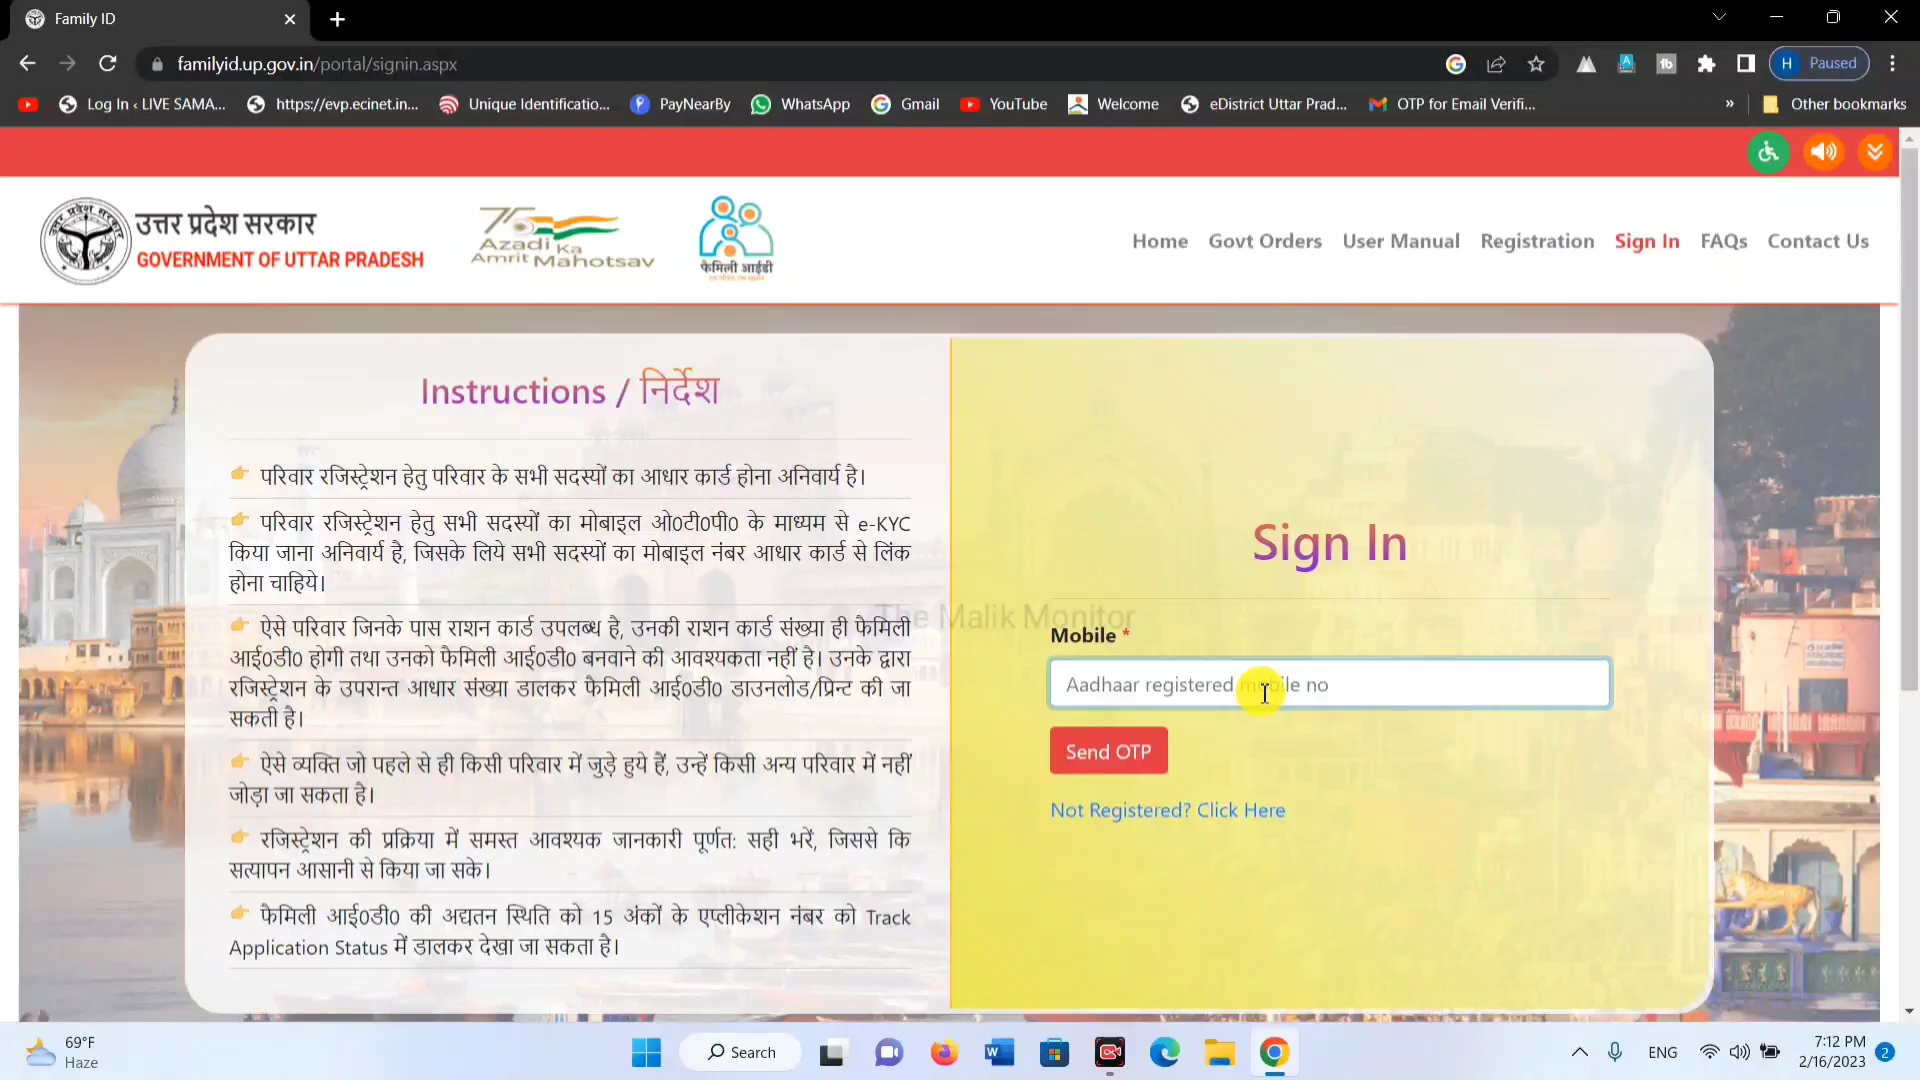 Family ID
familyid.up.gov.in/portal/signin.aspx
H Paused
Log In ‹ LIVE SAMA...
https://evp.ecinet.in...
Unique Identificatio...
PayNearBy
WhatsApp
Gmail
YouTube
Welcome
eDistrict Uttar Prad...
OTP for Email Verifi...
»
Other bookmarks
उत्तर प्रदेश सरकार
GOVERNMENT OF UTTAR PRADESH
Azadi Ka
Amrit Mahotsav
फैमिली आईडी
Home
Govt Orders
User Manual
Registration
Sign In
FAQs
Contact Us
Instructions / निर्देश
परिवार रजिस्ट्रेशन हेतु परिवार के सभी सदस्यों का आधार कार्ड होना अनिवार्य है।
परिवार रजिस्ट्रेशन हेतु सभी सदस्यों का मोबाइल ओ0टी0पी0 के माध्यम से e-KYC
किया जाना अनिवार्य है, जिसके लिये सभी सदस्यों का मोबाइल नंबर आधार कार्ड से लिंक
होना चाहिये।
ऐसे परिवार जिनके पास राशन कार्ड उपलब्ध है, उनकी राशन कार्ड संख्या ही फैमिली
आई0डी0 होगी तथा उनको फैमिली आई0डी0 बनवाने की आवश्यकता नहीं है। उनके द्वारा
रजिस्ट्रेशन के उपरान्त आधार संख्या डालकर फैमिली आई0डी0 डाउनलोड/प्रिन्ट की जा
सकती है।
ऐसे व्यक्ति जो पहले से ही किसी परिवार में जुड़े हुये हैं, उन्हें किसी अन्य परिवार में नहीं
जोड़ा जा सकता है।
रजिस्ट्रेशन की प्रक्रिया में समस्त आवश्यक जानकारी पूर्णत: सही भरें, जिससे कि
सत्यापन आसानी से किया जा सके।
फैमिली आई0डी0 की अद्यतन स्थिति को 15 अंकों के एप्लीकेशन नंबर को Track
Application Status में डालकर देखा जा सकता है।
Sign In
The Malik Monitor
Mobile *
Aadhaar registered mobile no
Send OTP
Not Registered? Click Here
69°F
Haze
Search
ENG
7:12 PM
2/16/2023
2